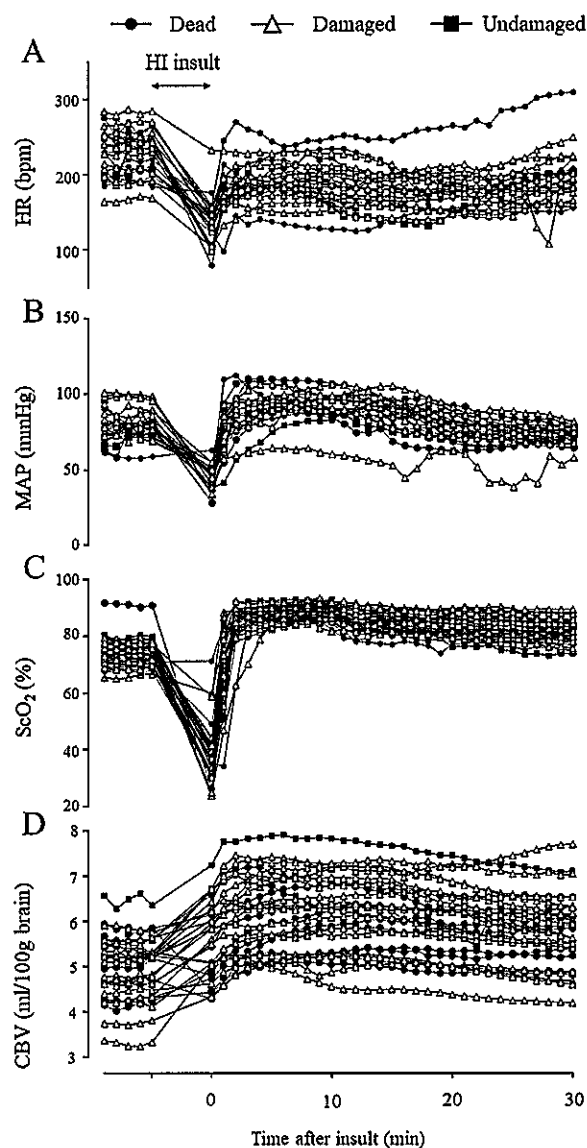 Dead Damaged Undamaged
A
HI insult
300
200
100
HR (bpm)
B
150
100
50
0
MAP (mmHg)
C
100
80
60
40
20
ScO₂ (%)
D
8
7
6
5
4
3
CBV (ml/100g brain)
0 10 20 30
Time after insult (min)